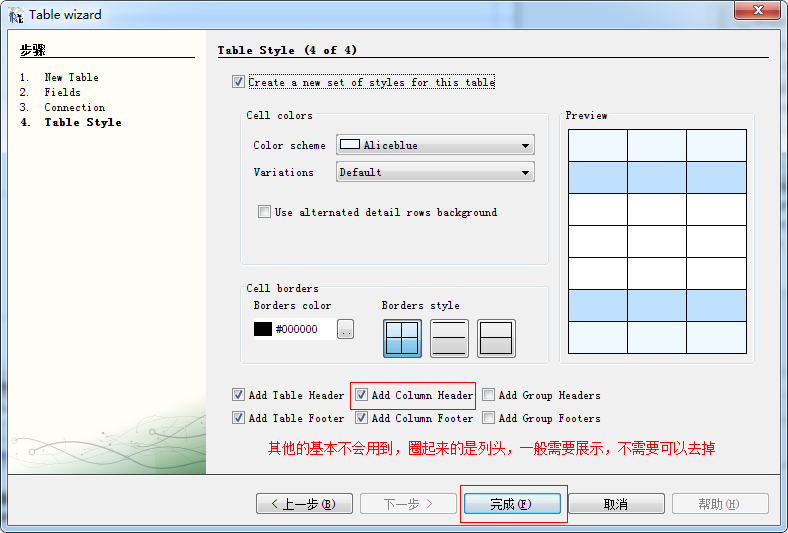 Table wizard
步骤
1. New Table
2. Fields
3. Connection
4. Table Style
Table Style (4 of 4)
Create a new set of styles for this table
Cell colors
Color scheme Aliceblue
Variations Default
Use alternated detail rows background
Preview
Cell borders
Borders color Borders style
#000000 ...
Add Table Header Add Column Header Add Group Headers
Add Table Footer Add Column Footer Add Group Footers
其他的基本不会用到，圈起来的是列头，一般需要展示，不需要可以去掉
< 上一步(B) 下一步 > 完成(F) 取消 帮助(H)